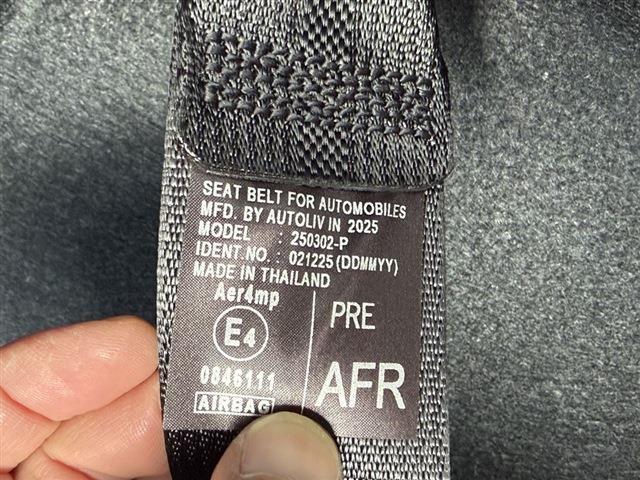 SEAT BELT FOR AUTOMOBILES
MFD. BY AUTOLIV IN 2025
MODEL : 250302-P
IDENT.NO. : 021225 (DDMMYY)
MADE IN THAILAND
Aer4mp
E4
0846111
AIRBAG
PRE
AFR